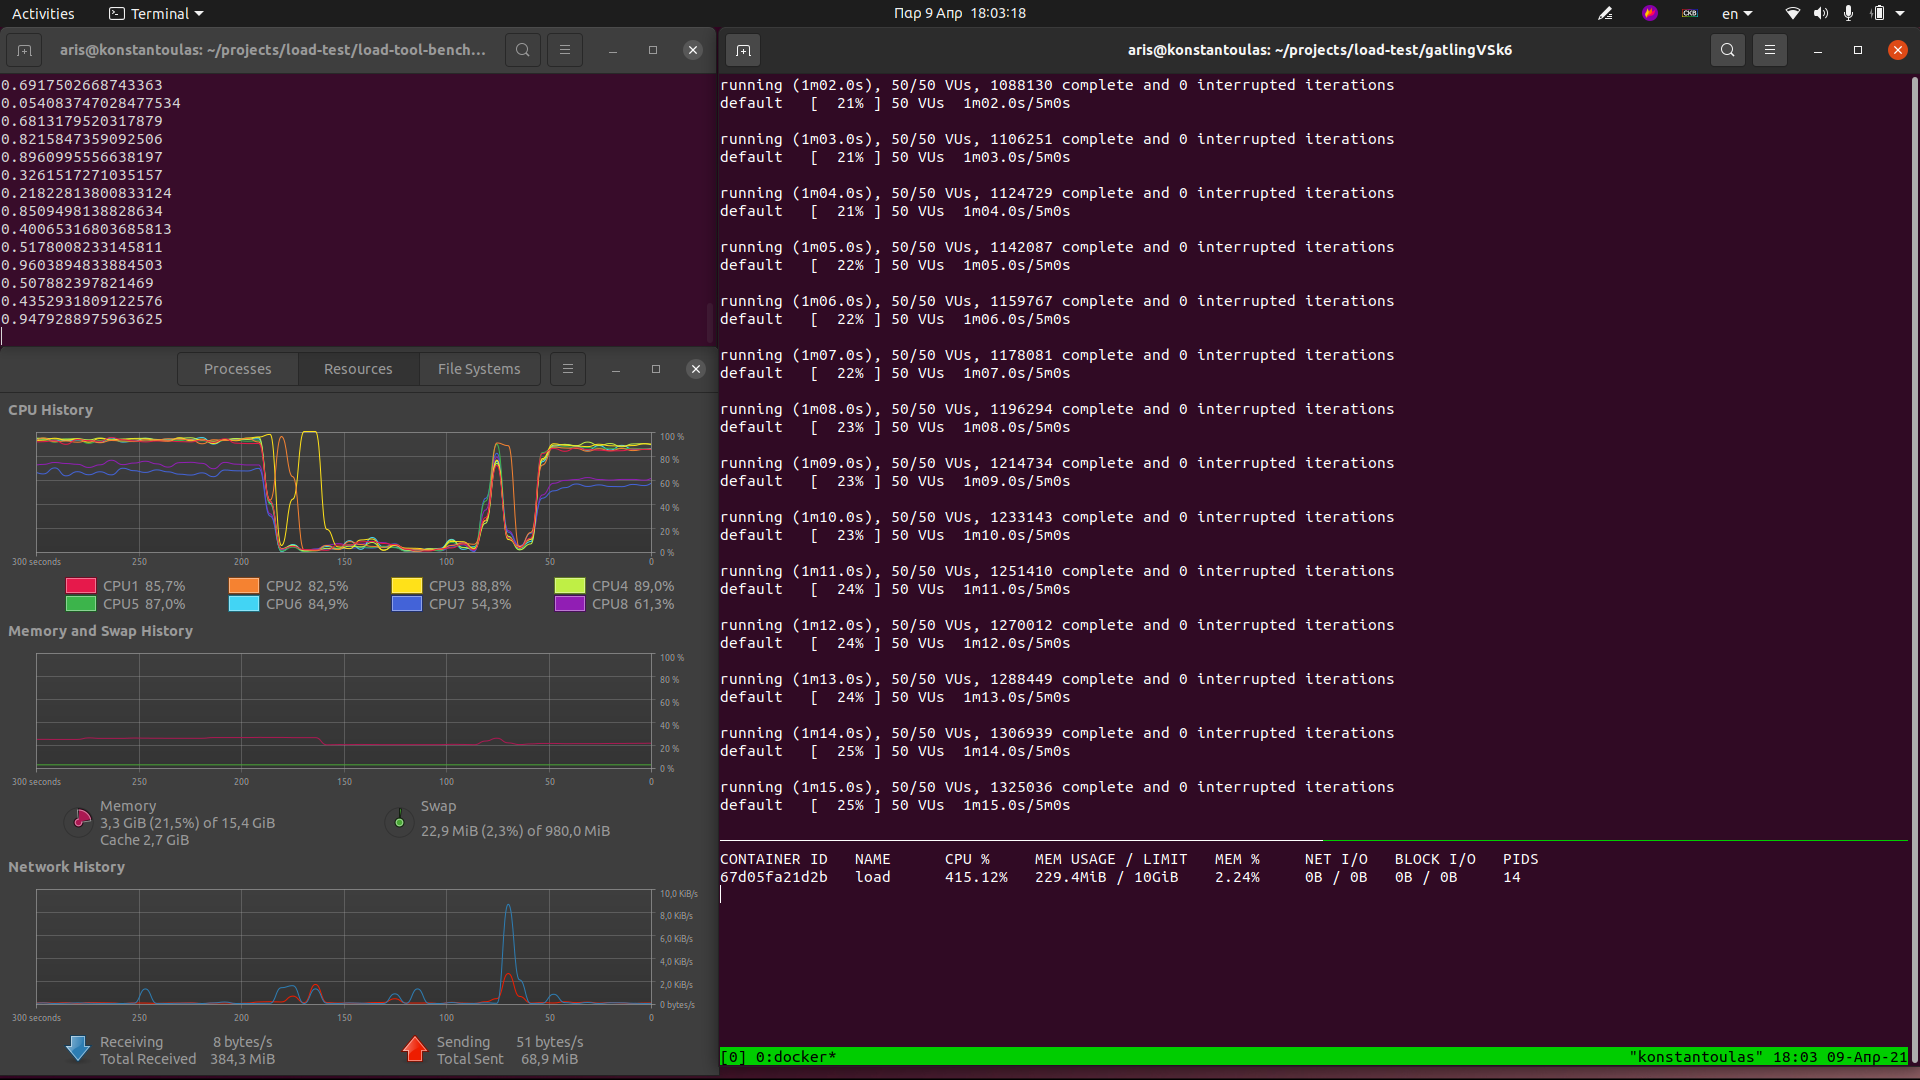 Activities
Terminal
Παρ 9 Απρ 18:03:18
CKB
en
aris@konstantoulas: ~/projects/load-test/load-tool-bench...
0.6917502668743363
0.054083747028477534
0.6813179520317879
0.8215847359092506
0.8960995556638197
0.3261517271035157
0.21822813800833124
0.8509498138828634
0.40065316803685813
0.5178008233145811
0.9603894833884503
0.507882397821469
0.4352931809122576
0.9479288975963625
Processes
Resources
File Systems
CPU History
100 %
80 %
60 %
40 %
20 %
0 %
300 seconds 250 200 150 100 50 0
CPU1 85,7% CPU2 82,5% CPU3 88,8% CPU4 89,0%
CPU5 87,0% CPU6 84,9% CPU7 54,3% CPU8 61,3%
Memory and Swap History
100 %
80 %
60 %
40 %
20 %
0 %
300 seconds 250 200 150 100 50 0
Memory
3,3 GiB (21,5%) of 15,4 GiB
Cache 2,7 GiB
Swap
22,9 MiB (2,3%) of 980,0 MiB
Network History
10,0 KiB/s
8,0 KiB/s
6,0 KiB/s
4,0 KiB/s
2,0 KiB/s
0 bytes/s
300 seconds 250 200 150 100 50 0
Receiving 8 bytes/s
Total Received 384,3 MiB
Sending 51 bytes/s
Total Sent 68,9 MiB
aris@konstantoulas: ~/projects/load-test/gatlingVSk6
running (1m02.0s), 50/50 VUs, 1088130 complete and 0 interrupted iterations
default [ 21% ] 50 VUs 1m02.0s/5m0s
running (1m03.0s), 50/50 VUs, 1106251 complete and 0 interrupted iterations
default [ 21% ] 50 VUs 1m03.0s/5m0s
running (1m04.0s), 50/50 VUs, 1124729 complete and 0 interrupted iterations
default [ 21% ] 50 VUs 1m04.0s/5m0s
running (1m05.0s), 50/50 VUs, 1142087 complete and 0 interrupted iterations
default [ 22% ] 50 VUs 1m05.0s/5m0s
running (1m06.0s), 50/50 VUs, 1159767 complete and 0 interrupted iterations
default [ 22% ] 50 VUs 1m06.0s/5m0s
running (1m07.0s), 50/50 VUs, 1178081 complete and 0 interrupted iterations
default [ 22% ] 50 VUs 1m07.0s/5m0s
running (1m08.0s), 50/50 VUs, 1196294 complete and 0 interrupted iterations
default [ 23% ] 50 VUs 1m08.0s/5m0s
running (1m09.0s), 50/50 VUs, 1214734 complete and 0 interrupted iterations
default [ 23% ] 50 VUs 1m09.0s/5m0s
running (1m10.0s), 50/50 VUs, 1233143 complete and 0 interrupted iterations
default [ 23% ] 50 VUs 1m10.0s/5m0s
running (1m11.0s), 50/50 VUs, 1251410 complete and 0 interrupted iterations
default [ 24% ] 50 VUs 1m11.0s/5m0s
running (1m12.0s), 50/50 VUs, 1270012 complete and 0 interrupted iterations
default [ 24% ] 50 VUs 1m12.0s/5m0s
running (1m13.0s), 50/50 VUs, 1288449 complete and 0 interrupted iterations
default [ 24% ] 50 VUs 1m13.0s/5m0s
running (1m14.0s), 50/50 VUs, 1306939 complete and 0 interrupted iterations
default [ 25% ] 50 VUs 1m14.0s/5m0s
running (1m15.0s), 50/50 VUs, 1325036 complete and 0 interrupted iterations
default [ 25% ] 50 VUs 1m15.0s/5m0s
CONTAINER ID NAME CPU % MEM USAGE / LIMIT MEM % NET I/O BLOCK I/O PIDS
67d05fa21d2b load 415.12% 229.4MiB / 10GiB 2.24% 0B / 0B 0B / 0B 14
[0] 0:docker* "konstantoulas" 18:03 09-Απρ-21